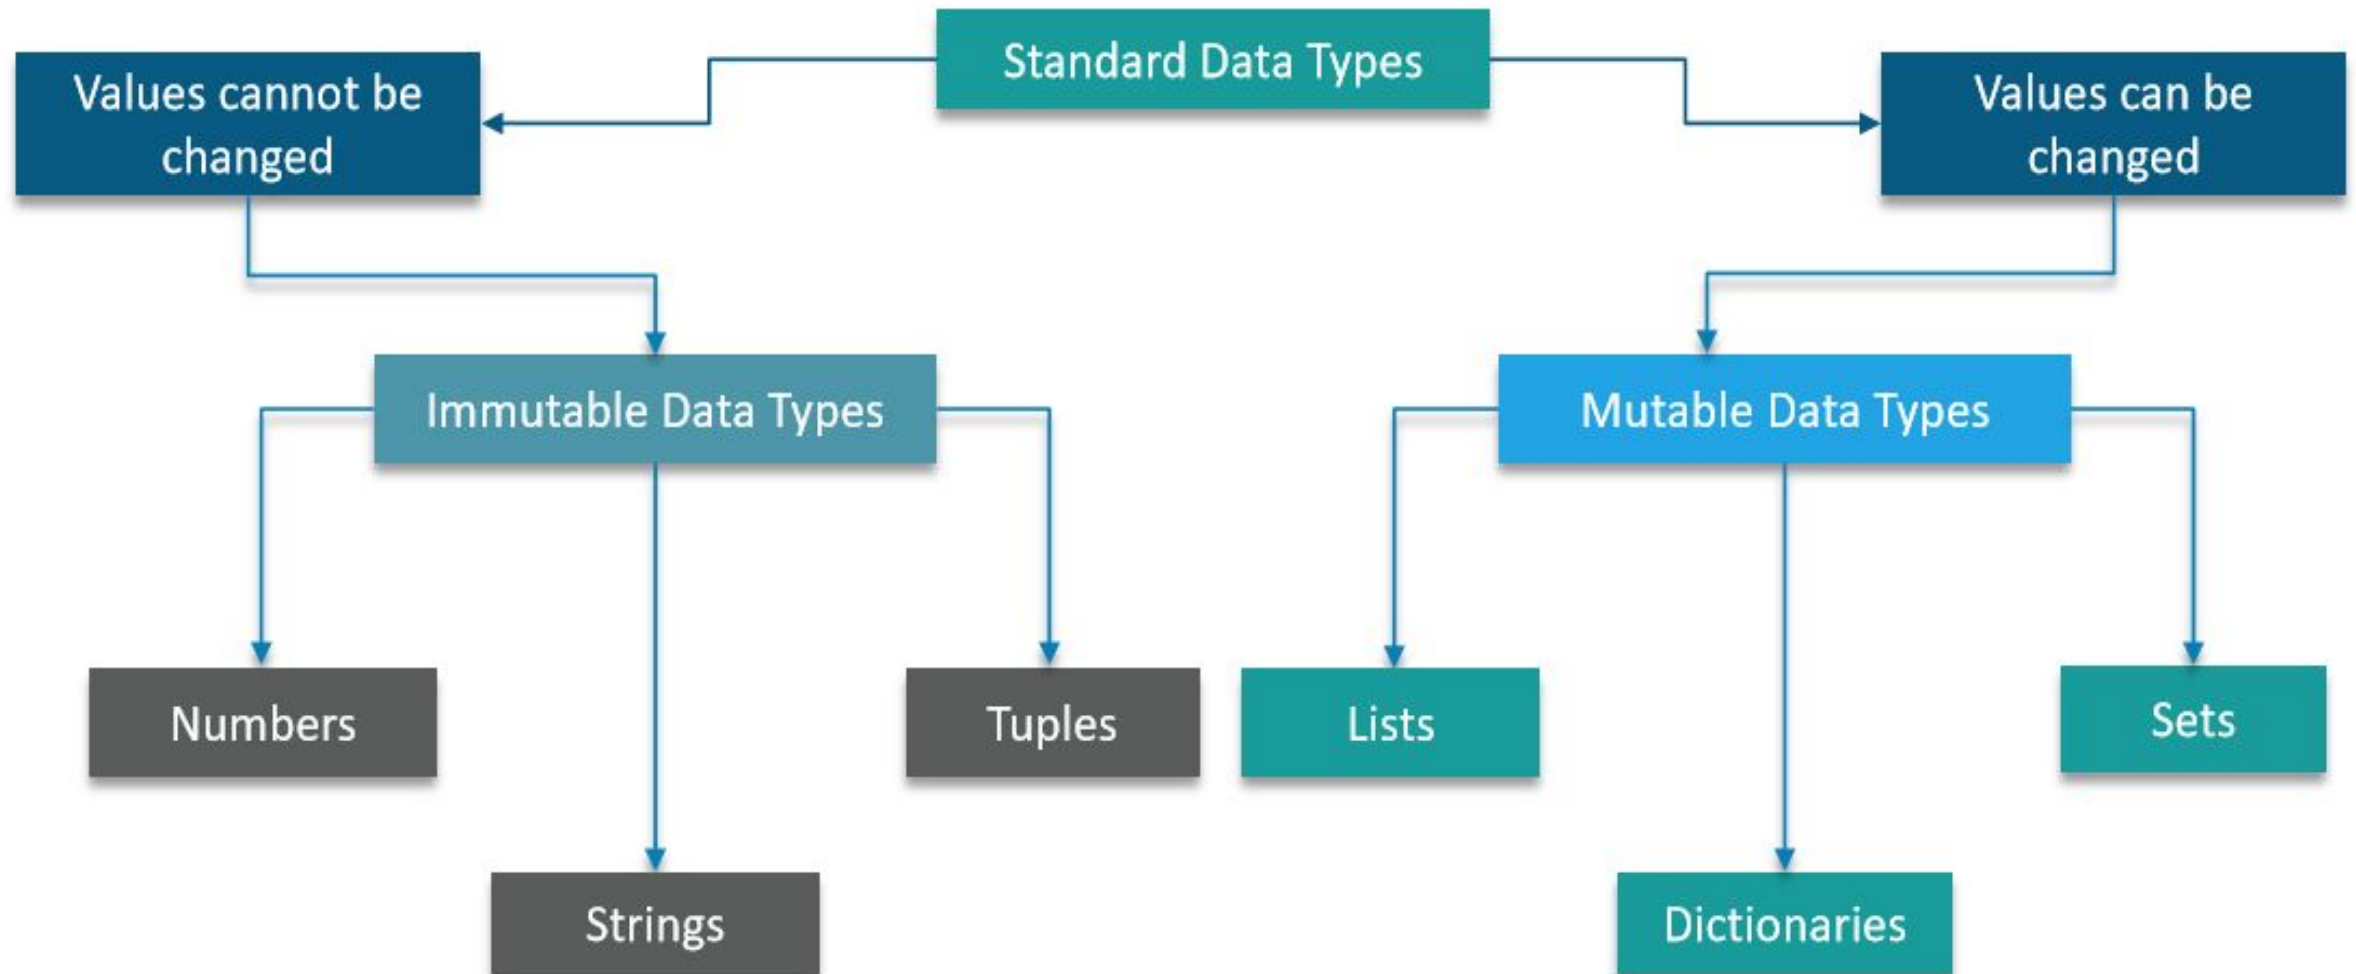 Standard Data Types
Values cannot be
changed
Values can be
changed
Immutable Data Types
Mutable Data Types
Numbers
Tuples
Lists
Sets
Strings
Dictionaries